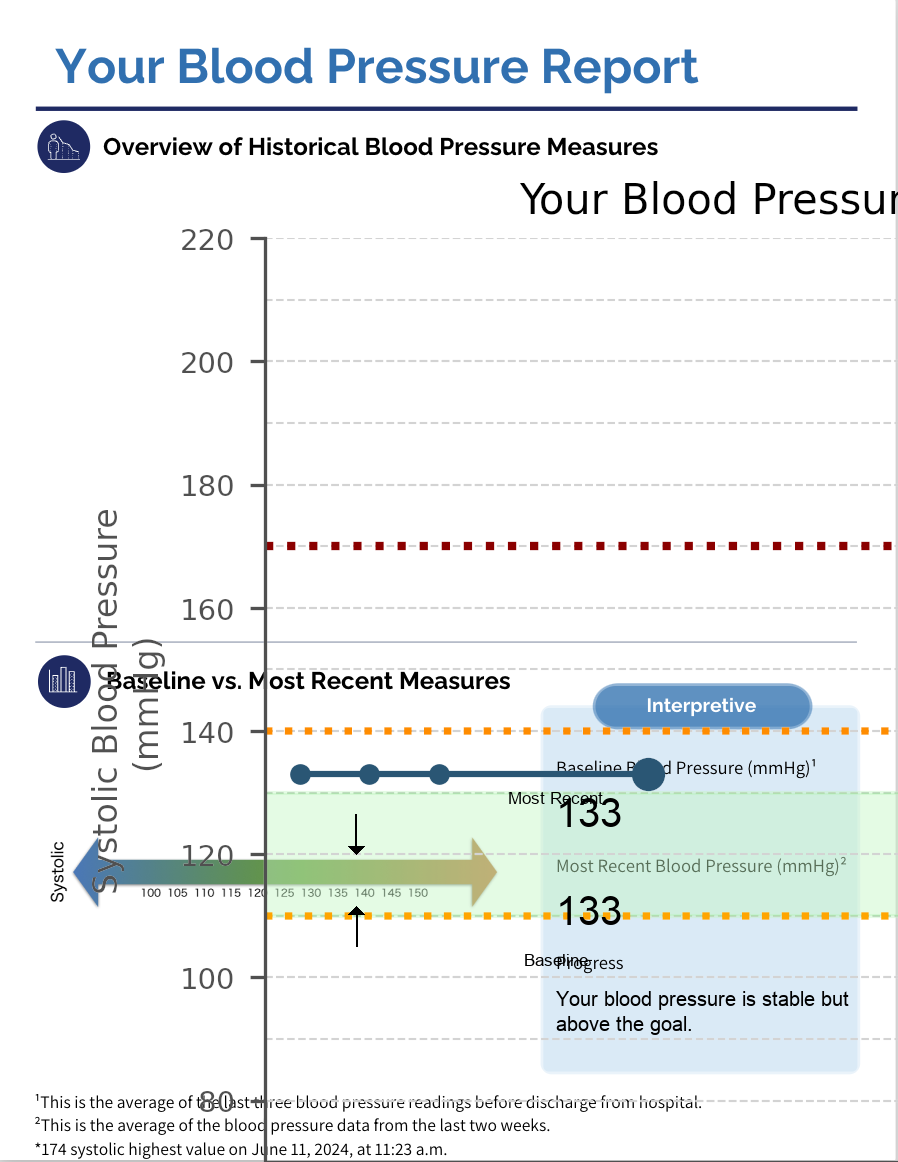 Your Blood Pressure Report
Overview of Historical Blood Pressure Measures
Your Blood Pressur
220
200
180
160
140
120
100
80
Systolic Blood Pressure
(mmHg)
Baseline vs. Most Recent Measures
Interpretive
Baseline Blood Pressure (mmHg)¹
133
Most Recent Blood Pressure (mmHg)²
133
Progress
Your blood pressure is stable but
above the goal.
Most Recent
Systolic
100 105 110 115 120 125 130 135 140 145 150
Baseline
¹This is the average of the last three blood pressure readings before discharge from hospital.
²This is the average of the blood pressure data from the last two weeks.
*174 systolic highest value on June 11, 2024, at 11:23 a.m.